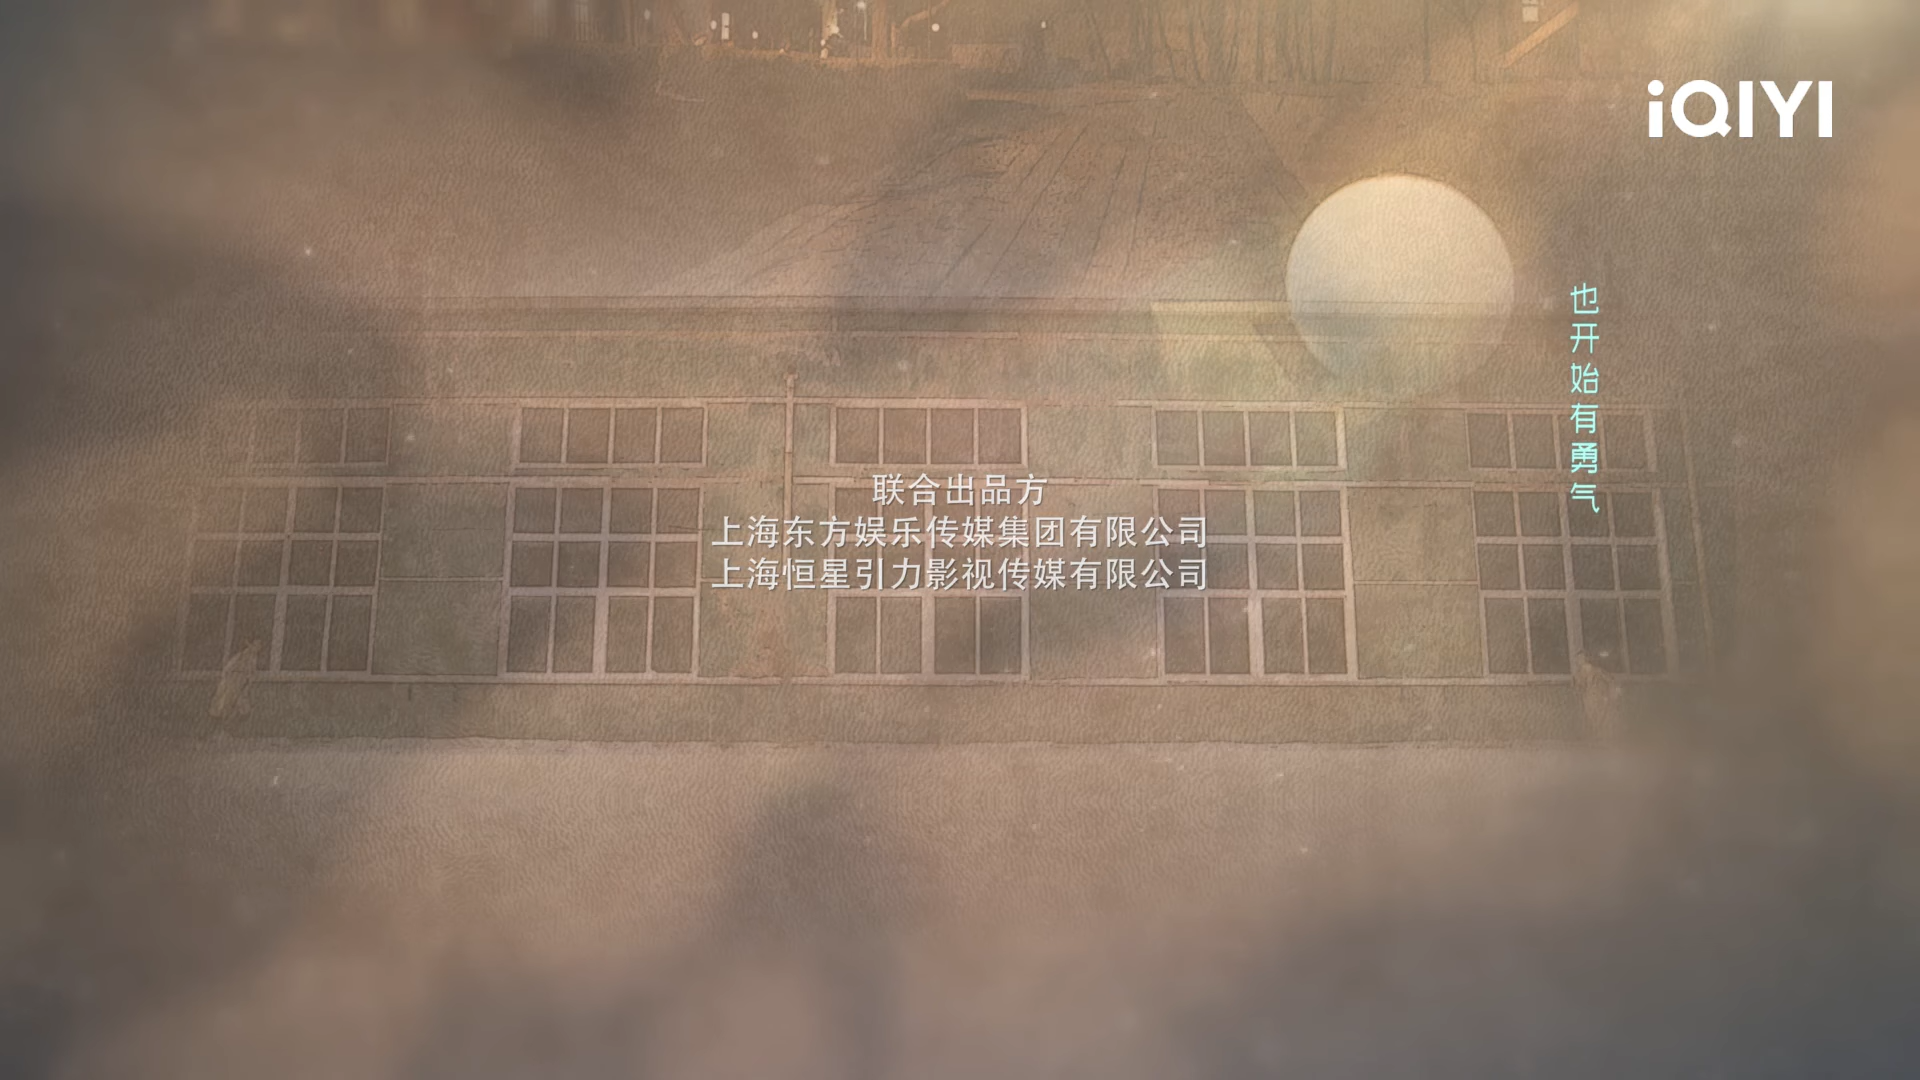 iQIYI
也开始有勇气
联合出品方
上海东方娱乐传媒集团有限公司
上海恒星引力影视传媒有限公司